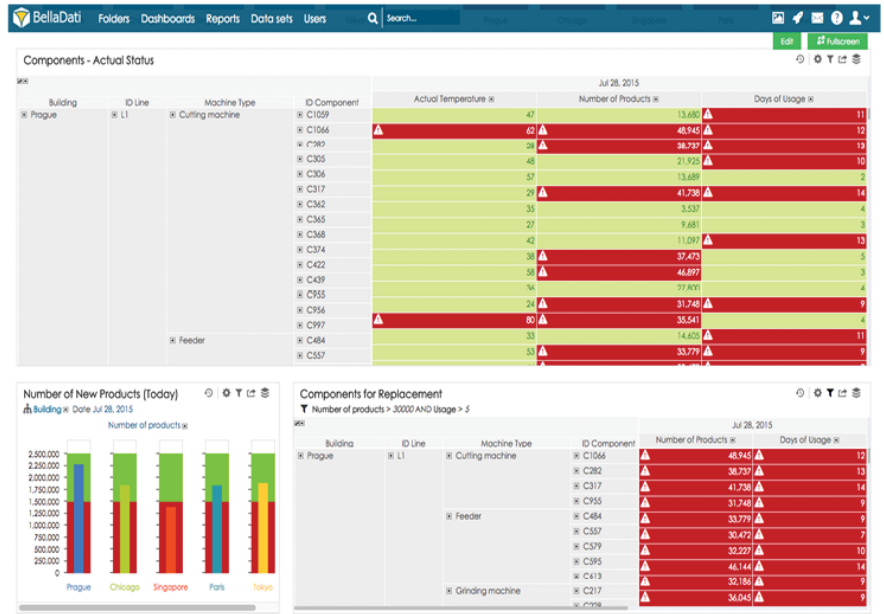 BellaDati Folders Dashboards Reports Data sets Users Search...
Edit Fullscreen
Components - Actual Status
Jul 28, 2015
Building ID Line Machine Type ID Component Actual Temperature Number of Products Days of Usage
Prague L1 Cutting machine C1059 47 13,680 11
C1066 62 48,945 12
C282 28 38,737 13
C305 48 21,925 10
C306 57 13,689 2
C317 29 41,738 14
C362 35 3,537 4
C365 27 9,681 3
C368 42 11,097 13
C374 38 37,473 5
C422 58 46,897 3
C439 36 27,800 4
C955 24 31,748 9
C956 80 35,541 4
C997 33 14,605 11
Feeder C484 53 33,779 9
C557
Number of New Products (Today)
Building Date Jul 28, 2015
Number of products
2,500,000
2,250,000
2,000,000
1,750,000
1,500,000
1,250,000
1,000,000
750,000
500,000
250,000
0
Prague Chicago Singapore Paris Tokyo
Components for Replacement
Number of products > 30000 AND Usage > 5
Jul 28, 2015
Building ID Line Machine Type ID Component Number of Products Days of Usage
Prague L1 Cutting machine C1066 48,945 12
C282 38,737 13
C317 41,738 14
C955 31,748 9
Feeder C484 33,779 9
C557 30,472 7
C579 32,227 10
C595 46,144 14
C613 32,186 9
Grinding machine C217 36,045 9
C228